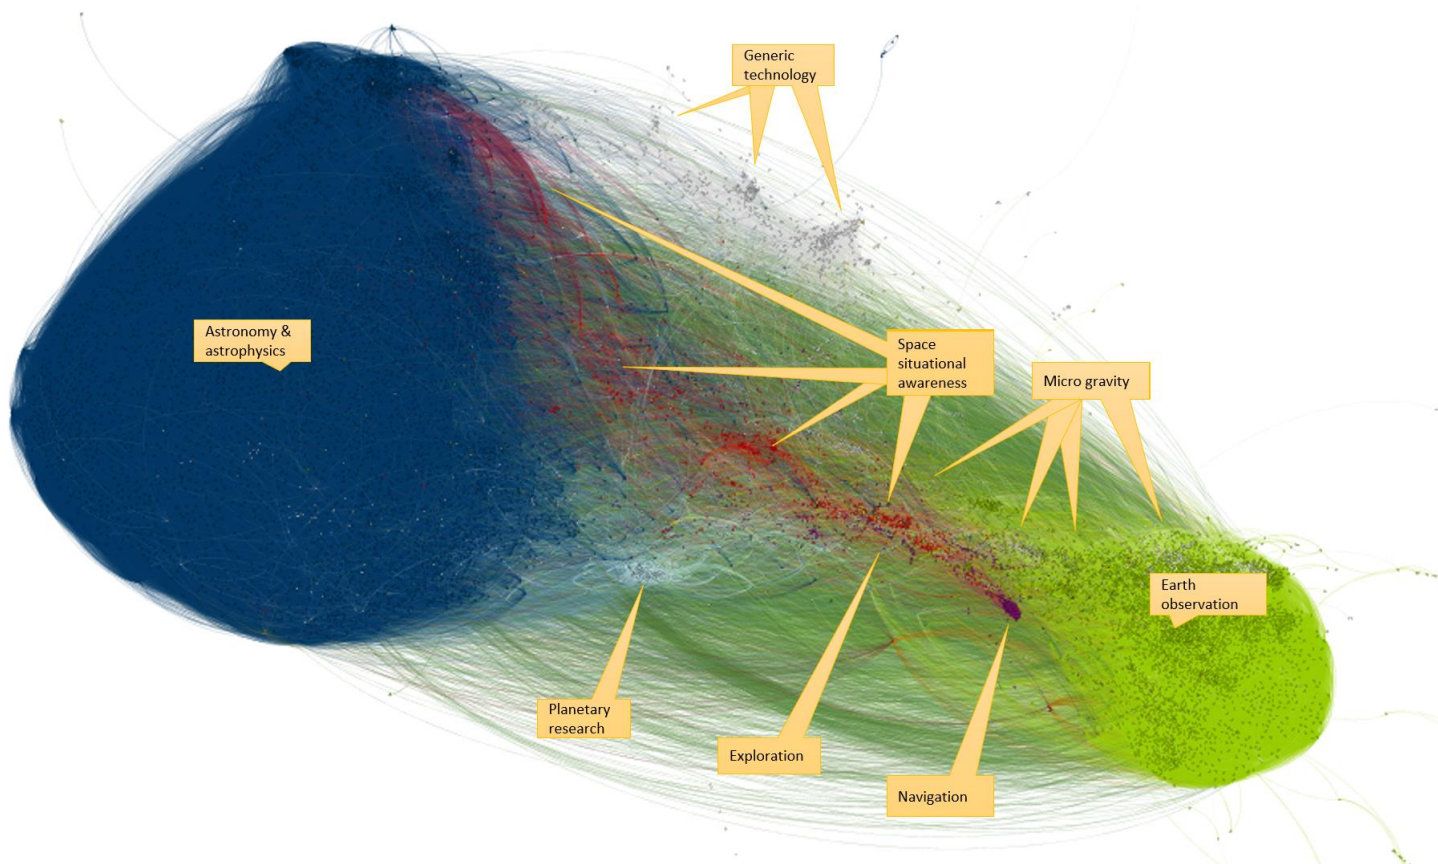 Generic
technology
Astronomy &
astrophysics
Space
situational
awareness
Micro gravity
Earth
observation
Planetary
research
Exploration
Navigation